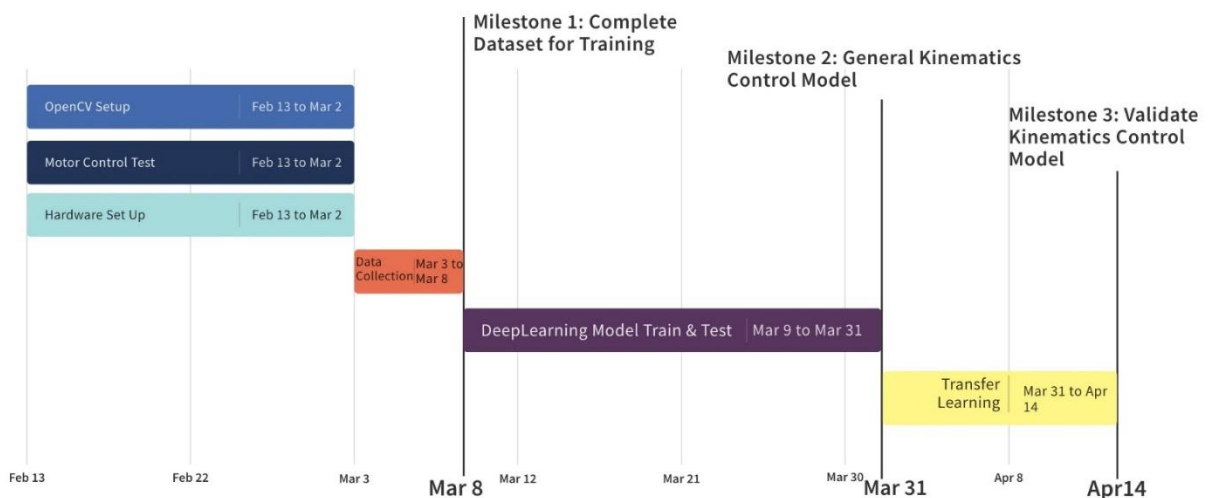 Milestone 1: Complete
Dataset for Training
Milestone 2: General Kinematics
Control Model
Milestone 3: Validate
Kinematics Control
Model
OpenCV Setup
Feb 13 to Mar 2
Motor Control Test
Feb 13 to Mar 2
Hardware Set Up
Feb 13 to Mar 2
Data
Collection
Mar 3 to
Mar 8
DeepLearning Model Train & Test
Mar 9 to Mar 31
Transfer
Learning
Mar 31 to Apr
14
Feb 13
Feb 22
Mar 3
Mar 8
Mar 12
Mar 21
Mar 30
Mar 31
Apr 8
Apr14